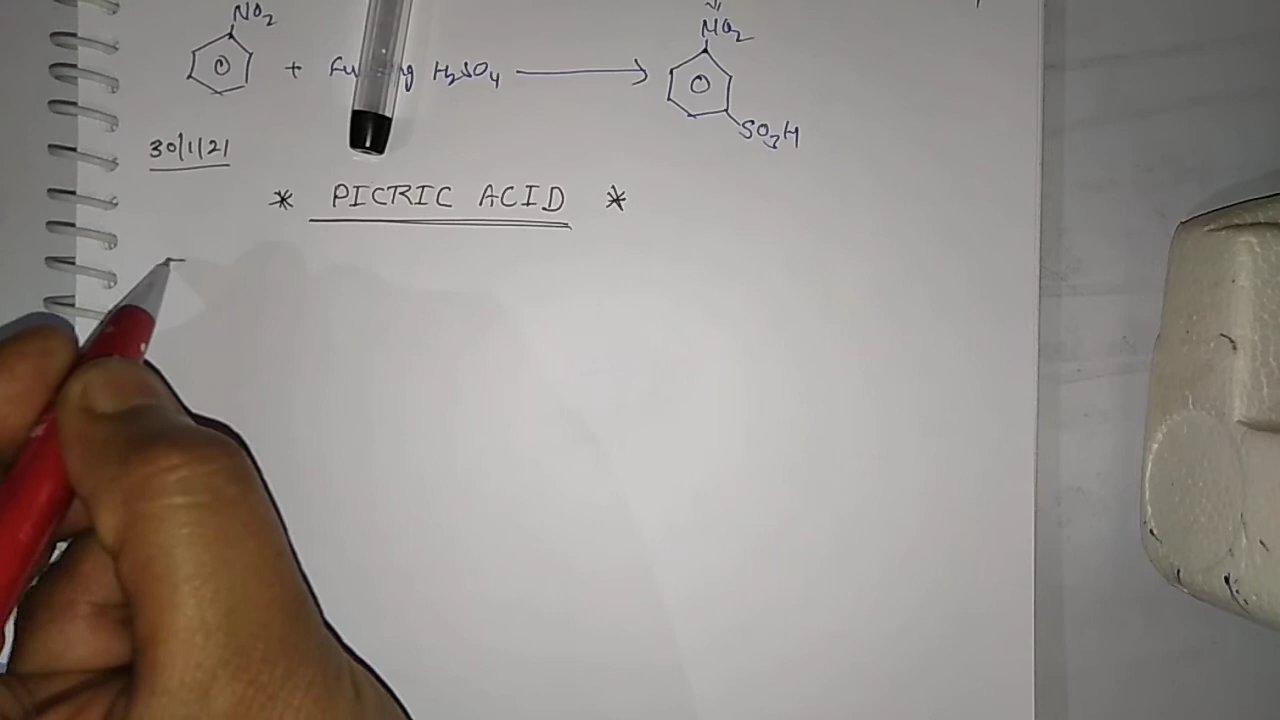 NO2 NO2
+ H2SO4 SO3H
30/1/21
* PICRIC ACID *